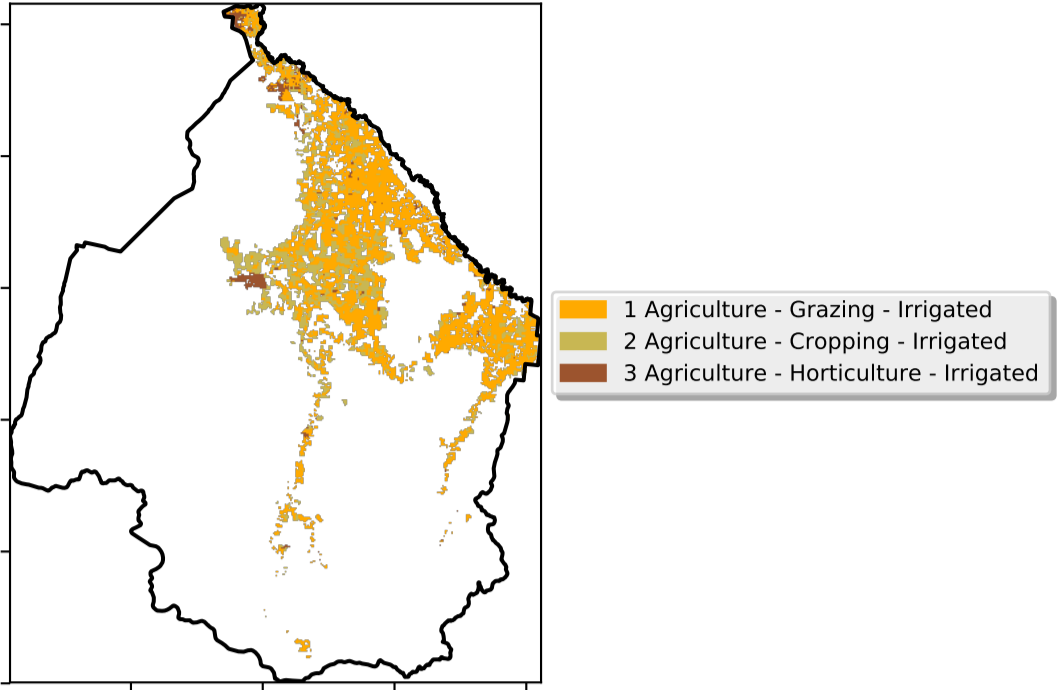 1 Agriculture - Grazing - Irrigated
2 Agriculture - Cropping - Irrigated
3 Agriculture - Horticulture - Irrigated